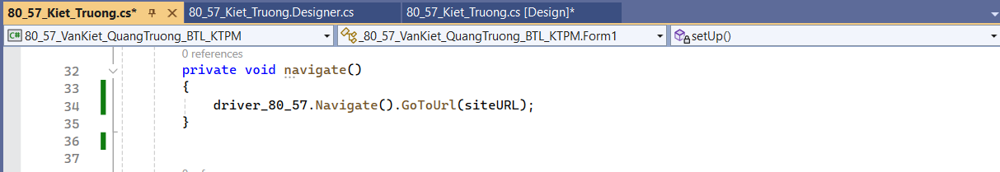 80_57_Kiet_Truong.cs* 80_57_Kiet_Truong.Designer.cs 80_57_Kiet_Truong.cs [Design]*
C# 80_57_VanKiet_QuangTruong_BTL_KTPM _80_57_VanKiet_QuangTruong_BTL_KTPM.Form1 setUp()
0 references
32 private void navigate()
33 {
34 driver_80_57.Navigate().GoToUrl(siteURL);
35 }
36
37